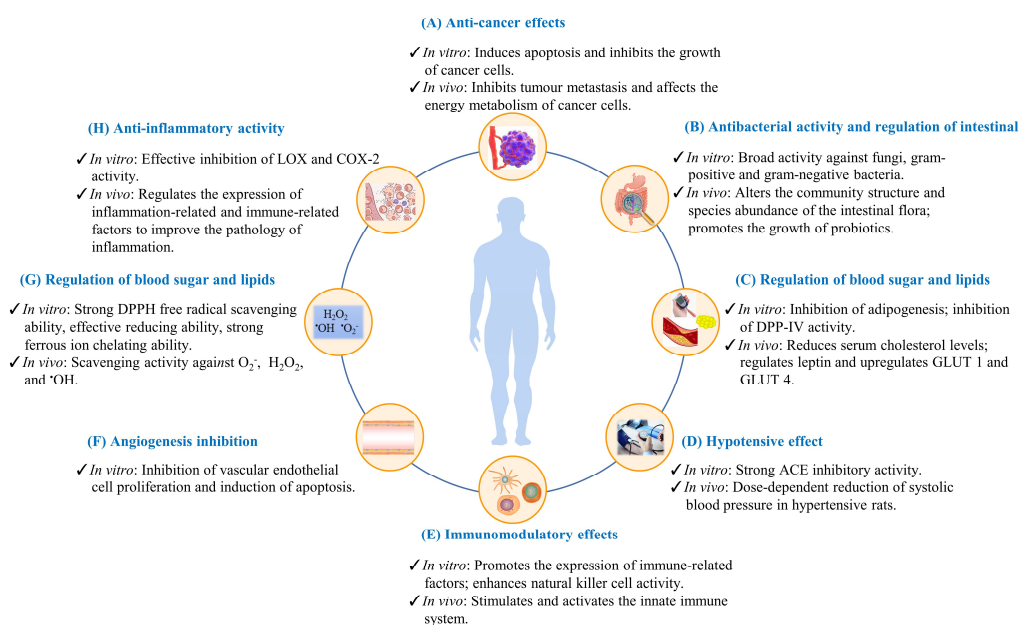 (A) Anti-cancer effects
✓In vitro: Induces apoptosis and inhibits the growth
of cancer cells.
✓In vivo: Inhibits tumour metastasis and affects the
energy metabolism of cancer cells.
(B) Antibacterial activity and regulation of intestinal
✓In vitro: Broad activity against fungi, gram-
positive and gram-negative bacteria.
✓In vivo: Alters the community structure and
species abundance of the intestinal flora;
promotes the growth of probiotics.
(C) Regulation of blood sugar and lipids
✓In vitro: Inhibition of adipogenesis; inhibition
of DPP-IV activity.
✓In vivo: Reduces serum cholesterol levels;
regulates leptin and upregulates GLUT 1 and
GLUT 4.
(D) Hypotensive effect
✓In vitro: Strong ACE inhibitory activity.
✓In vivo: Dose-dependent reduction of systolic
blood pressure in hypertensive rats.
(E) Immunomodulatory effects
✓In vitro: Promotes the expression of immune-related
factors; enhances natural killer cell activity.
✓In vivo: Stimulates and activates the innate immune
system.
(F) Angiogenesis inhibition
✓In vitro: Inhibition of vascular endothelial
cell proliferation and induction of apoptosis.
(G) Regulation of blood sugar and lipids
✓In vitro: Strong DPPH free radical scavenging
ability, effective reducing ability, strong
ferrous ion chelating ability.
✓In vivo: Scavenging activity against O₂⁻, H₂O₂,
and •OH.
H₂O₂
•OH •O₂⁻
(H) Anti-inflammatory activity
✓In vitro: Effective inhibition of LOX and COX-2
activity.
✓In vivo: Regulates the expression of
inflammation-related and immune-related
factors to improve the pathology of
inflammation.